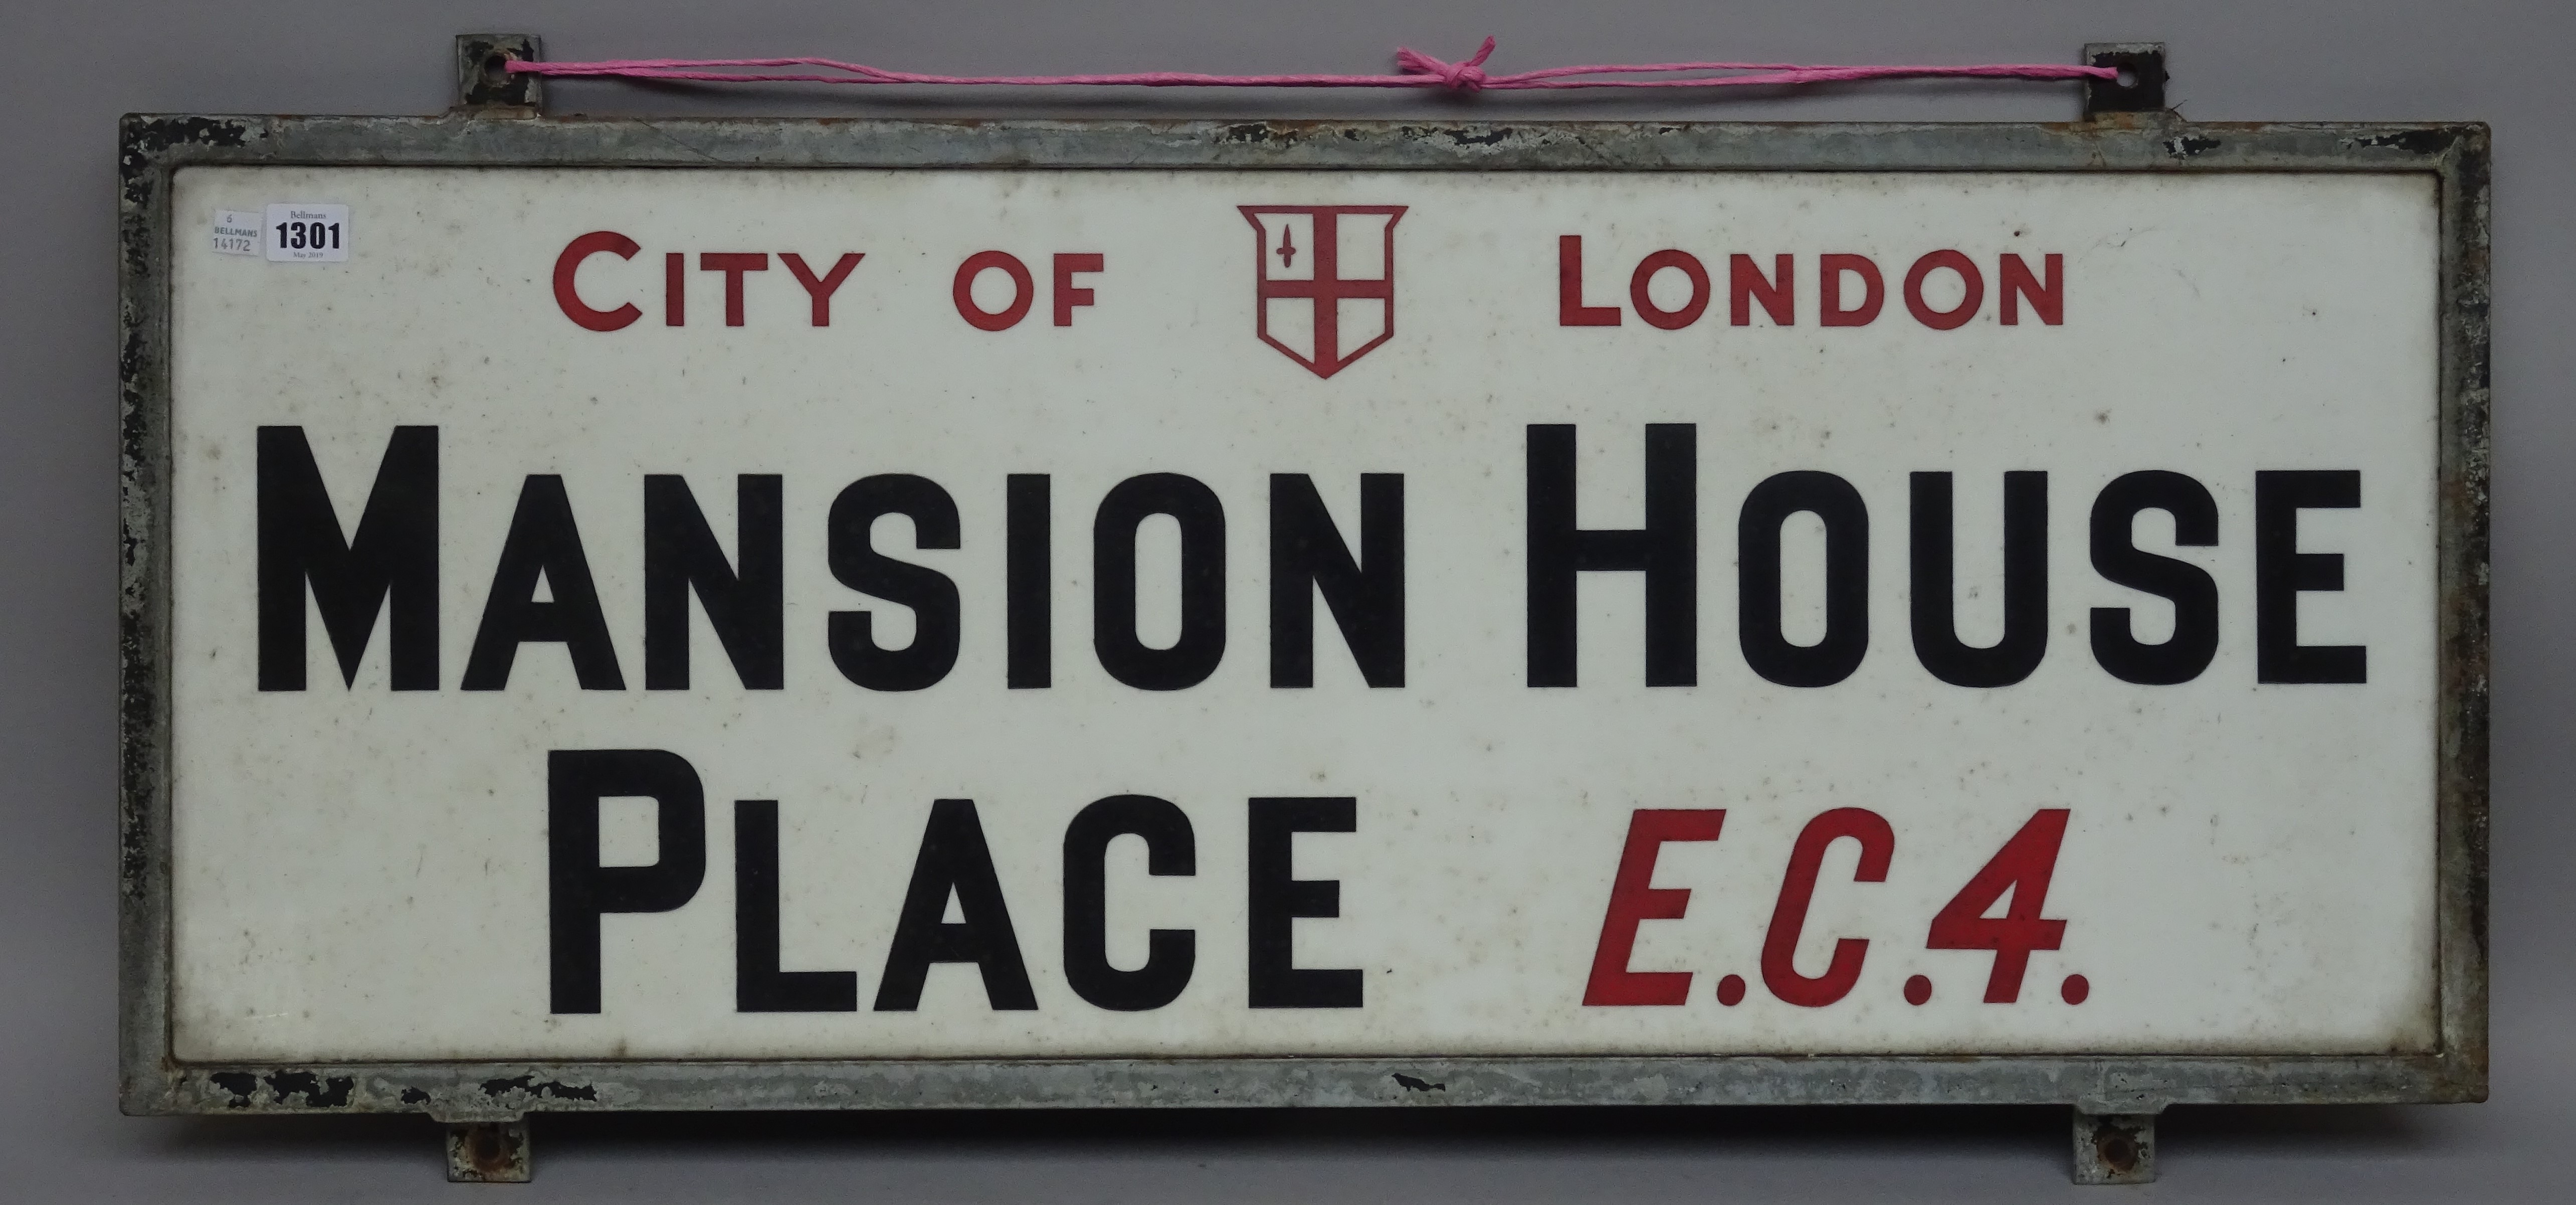 6
BELLMANS
14172
Bellmans
1301
May 2019
CITY OF LONDON
MANSION HOUSE
PLACE E.C.4.